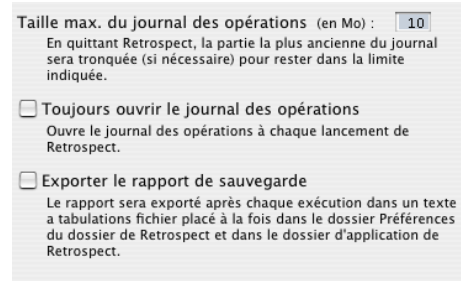 Taille max. du journal des opérations (en Mo) : 10
En quittant Retrospect, la partie la plus ancienne du journal
sera tronquée (si nécessaire) pour rester dans la limite
indiquée.
Toujours ouvrir le journal des opérations
Ouvre le journal des opérations à chaque lancement de
Retrospect.
Exporter le rapport de sauvegarde
Le rapport sera exporté après chaque exécution dans un texte
a tabulations fichier placé à la fois dans le dossier Préférences
du dossier de Retrospect et dans le dossier d'application de
Retrospect.